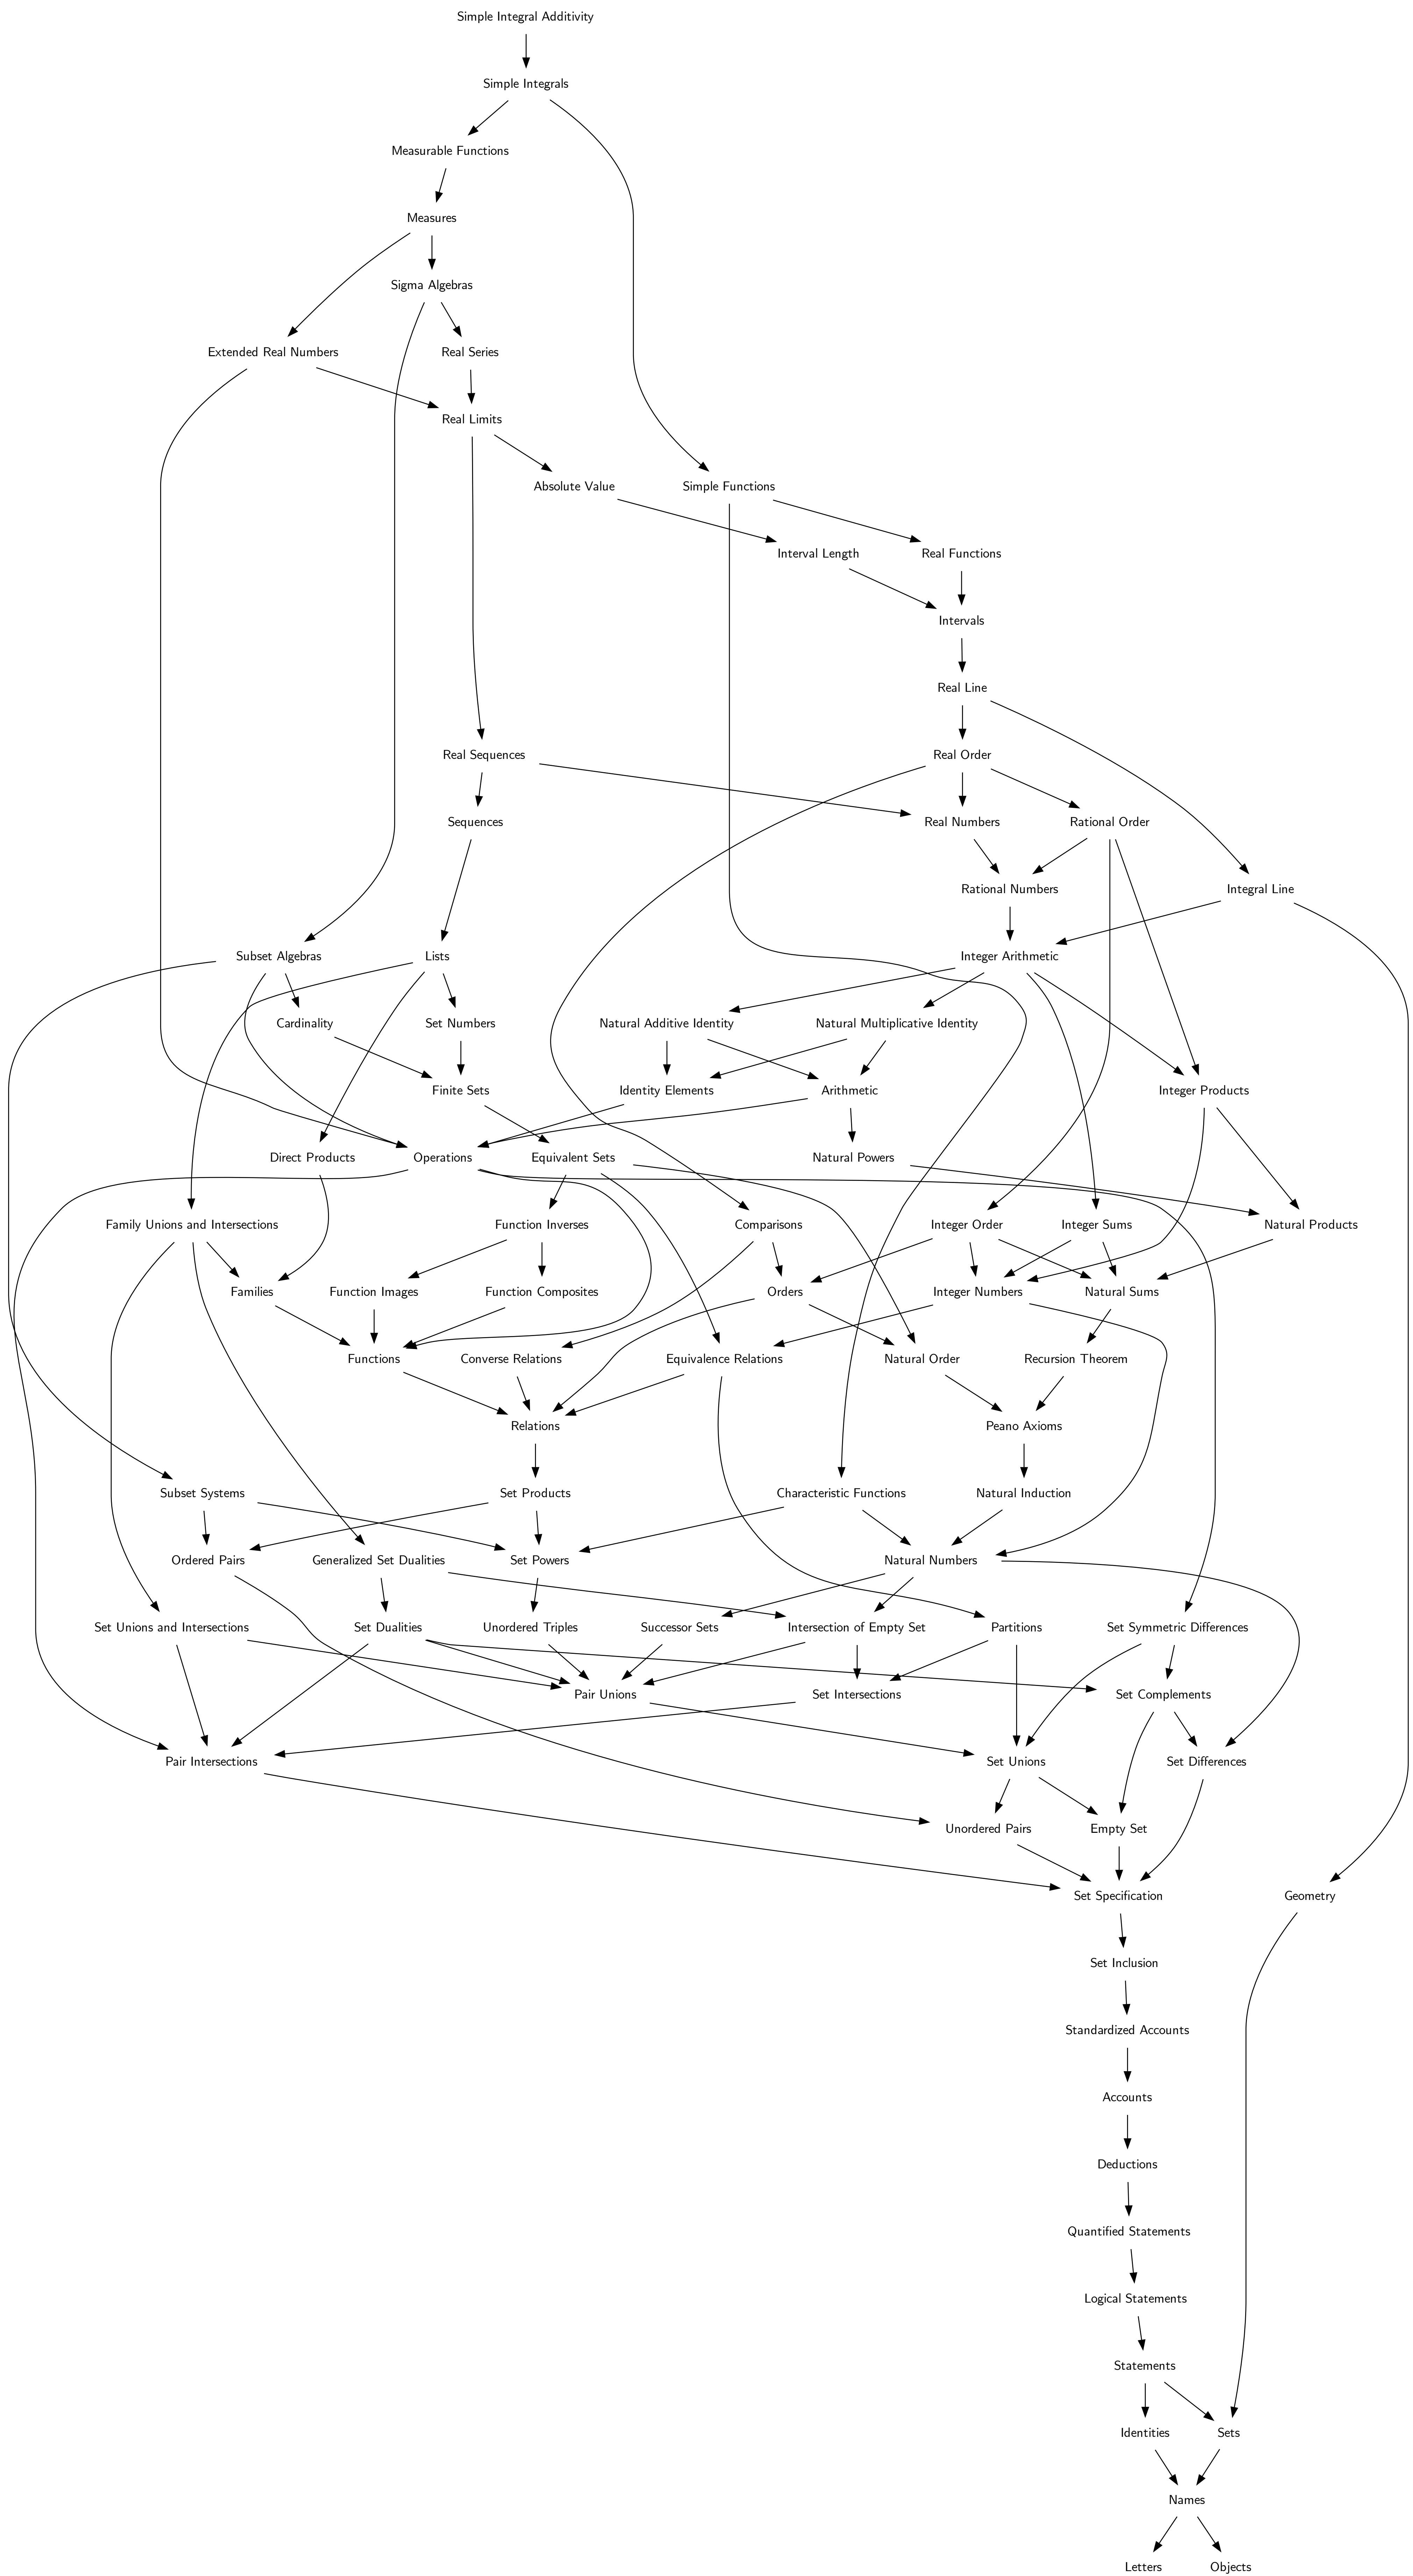 Simple Integral Additivity
Simple Integrals
Measurable Functions
Measures
Sigma Algebras
Extended Real Numbers
Real Series
Real Limits
Absolute Value
Simple Functions
Interval Length
Real Functions
Intervals
Real Line
Real Sequences
Real Order
Sequences
Real Numbers
Rational Order
Rational Numbers
Integral Line
Subset Algebras
Lists
Integer Arithmetic
Cardinality
Set Numbers
Natural Additive Identity
Natural Multiplicative Identity
Finite Sets
Identity Elements
Arithmetic
Integer Products
Direct Products
Operations
Equivalent Sets
Natural Powers
Family Unions and Intersections
Function Inverses
Comparisons
Integer Order
Integer Sums
Natural Products
Families
Function Images
Function Composites
Orders
Integer Numbers
Natural Sums
Functions
Converse Relations
Equivalence Relations
Natural Order
Recursion Theorem
Relations
Peano Axioms
Subset Systems
Set Products
Characteristic Functions
Natural Induction
Ordered Pairs
Generalized Set Dualities
Set Powers
Natural Numbers
Set Unions and Intersections
Set Dualities
Unordered Triples
Successor Sets
Intersection of Empty Set
Partitions
Set Symmetric Differences
Pair Unions
Set Intersections
Set Complements
Pair Intersections
Set Unions
Set Differences
Unordered Pairs
Empty Set
Set Specification
Geometry
Set Inclusion
Standardized Accounts
Accounts
Deductions
Quantified Statements
Logical Statements
Statements
Identities
Sets
Names
Letters
Objects